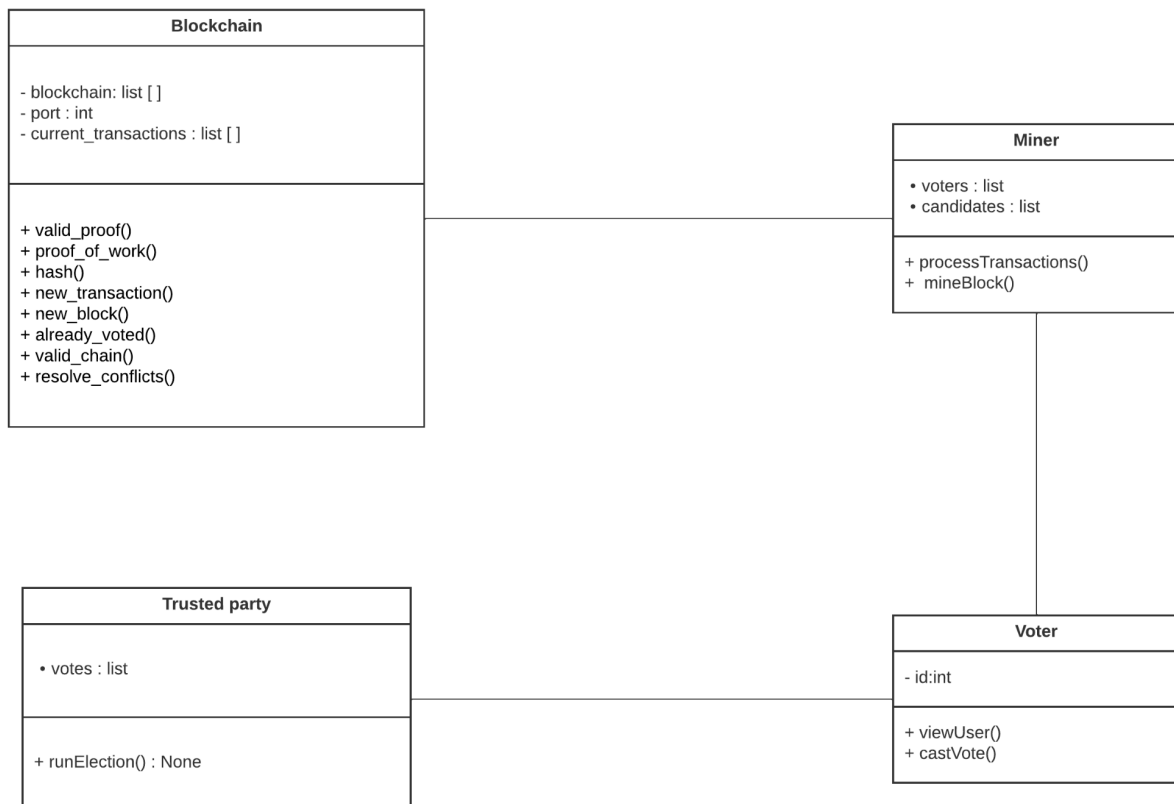 Blockchain
- blockchain: list [ ]
- port : int
- current_transactions : list [ ]
+ valid_proof()
+ proof_of_work()
+ hash()
+ new_transaction()
+ new_block()
+ already_voted()
+ valid_chain()
+ resolve_conflicts()
Miner
• voters : list
• candidates : list
+ processTransactions()
+ mineBlock()
Trusted party
• votes : list
+ runElection() : None
Voter
- id:int
+ viewUser()
+ castVote()